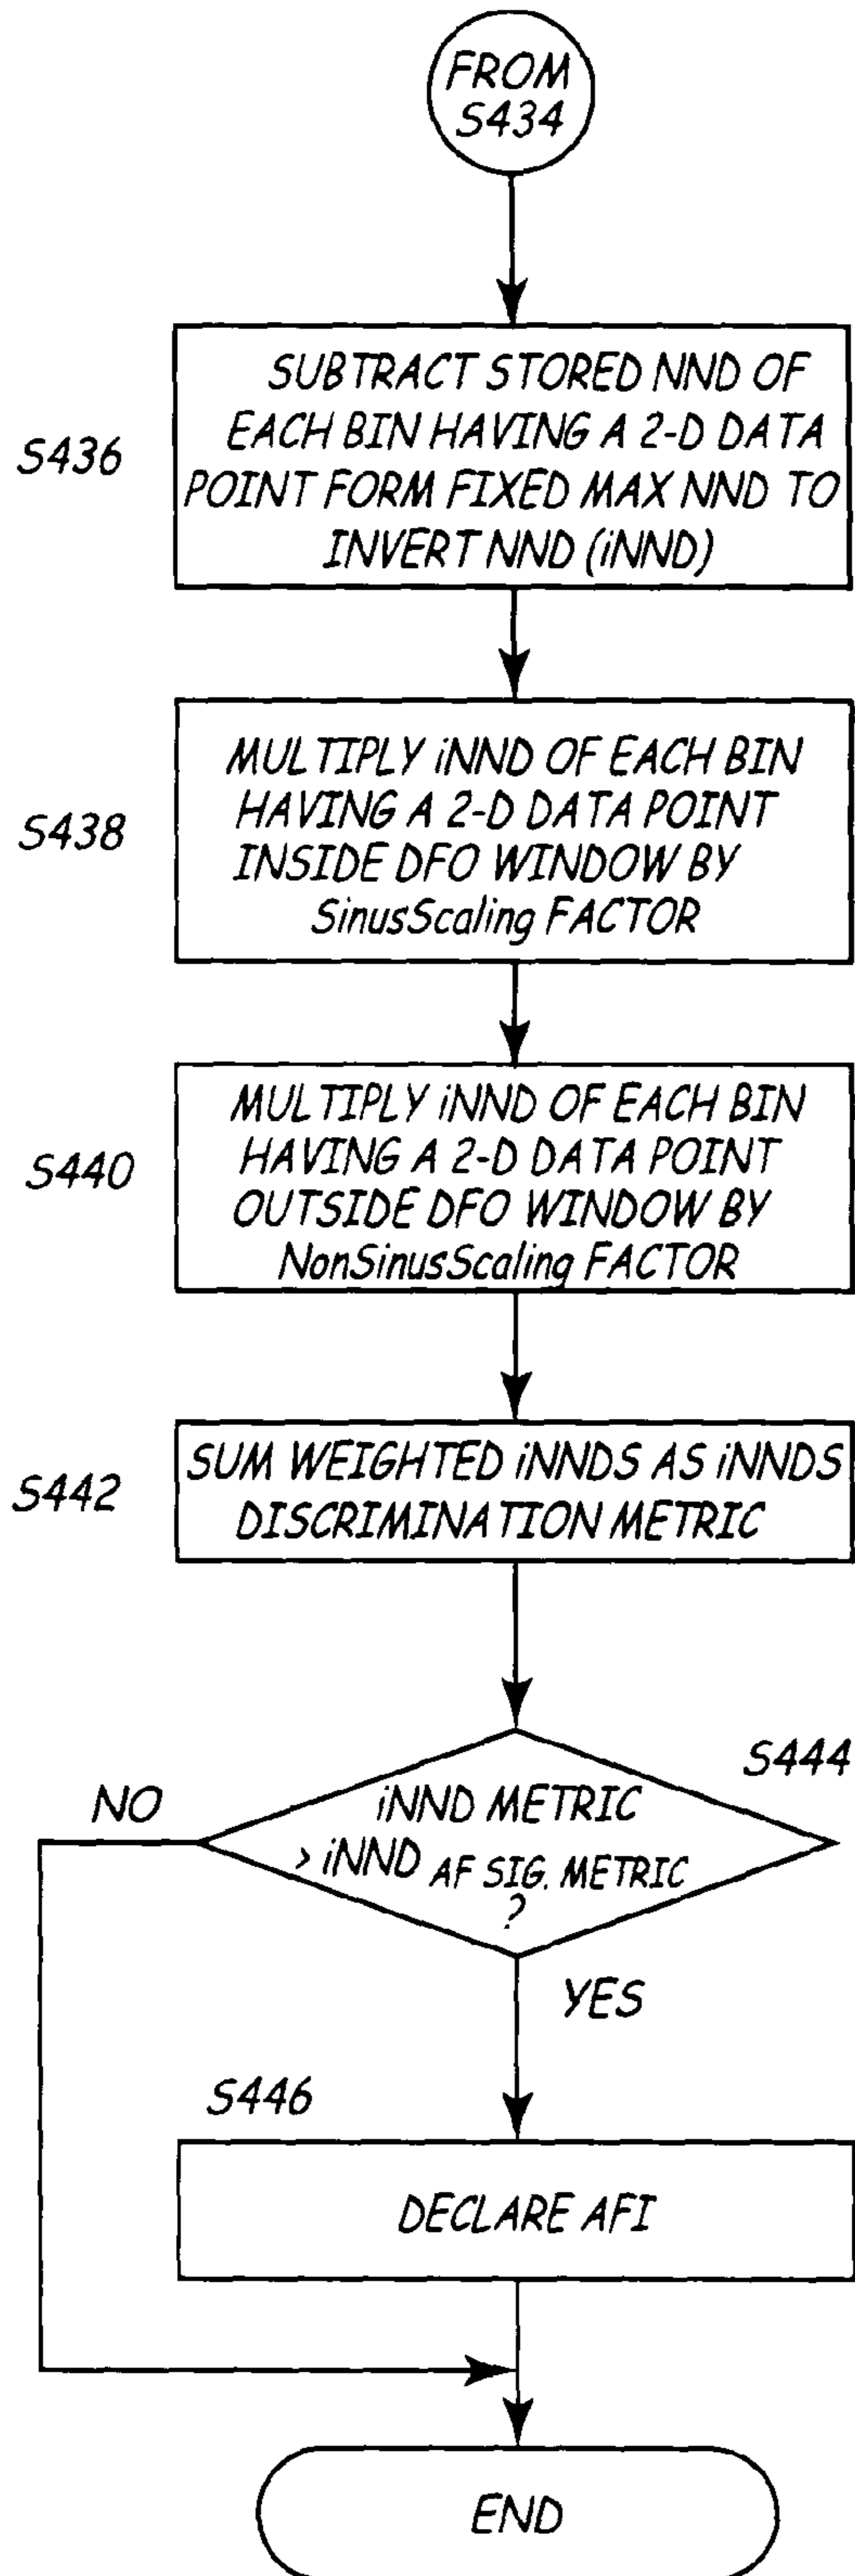 FROM
S434
SUBTRACT STORED NND OF
EACH BIN HAVING A 2-D DATA
POINT FORM FIXED MAX NND TO
INVERT NND (iNND)
S436
MULTIPLY iNND OF EACH BIN
HAVING A 2-D DATA POINT
INSIDE DFO WINDOW BY
SinusScaling FACTOR
S438
MULTIPLY iNND OF EACH BIN
HAVING A 2-D DATA POINT
OUTSIDE DFO WINDOW BY
NonSinusScaling FACTOR
S440
SUM WEIGHTED iNNDS AS iNNDS
DISCRIMINATION METRIC
S442
S444
iNND METRIC
> iNND AF SIG. METRIC
?
NO
YES
S446
DECLARE AFI
END